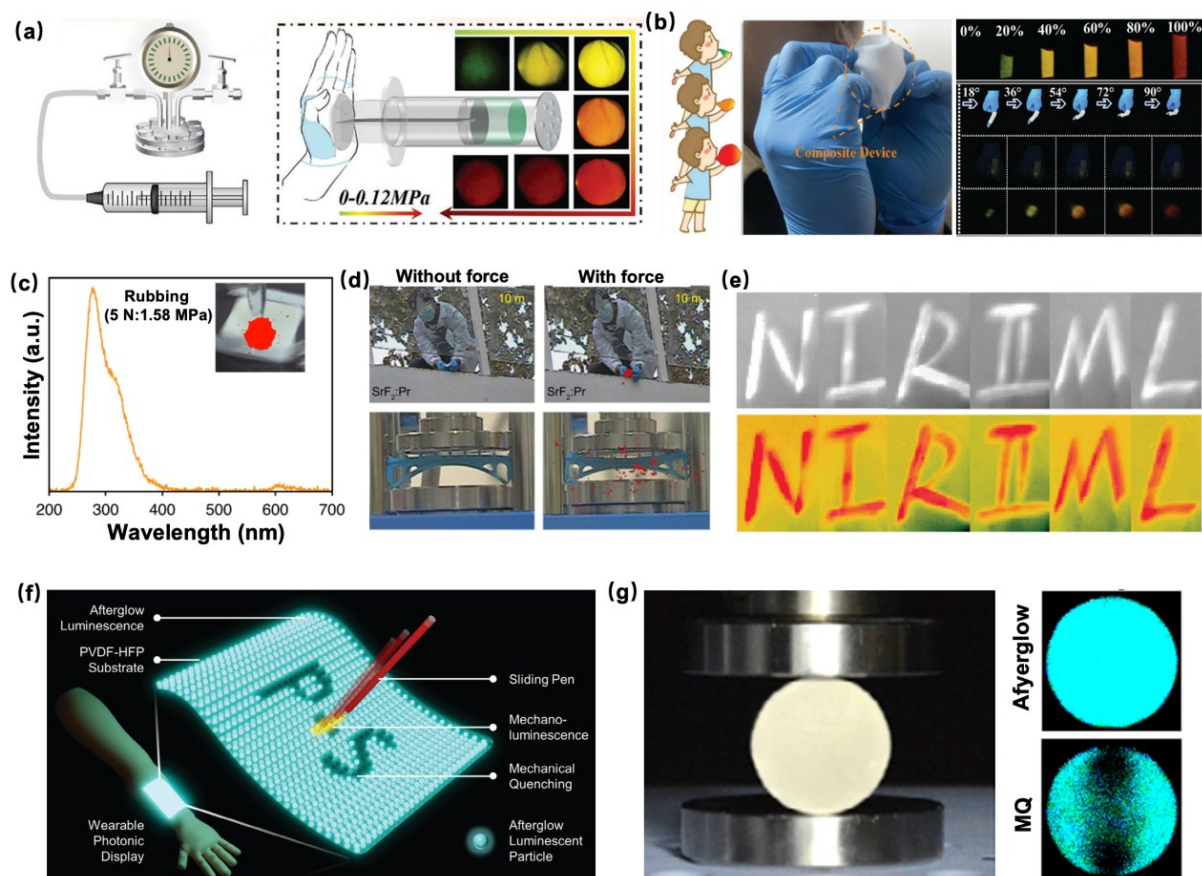 (a)
0-0.12MPa
(b)
Composite Device
0% 20% 40% 60% 80% 100%
18° 36° 54° 72° 90°
(c)
Rubbing
(5 N:1.58 MPa)
Intensity (a.u.)
200 300 400 500 600 700
Wavelength (nm)
(d)
Without force
With force
10 m
10 m
SrF₂:Pr
SrF₂:Pr
(e)
N I R II M L
N I R II M L
(f)
Afterglow
Luminescence
PVDF-HFP
Substrate
P
S
Sliding Pen
Mechano-
luminescence
Mechanical
Quenching
Wearable
Photonic
Display
Afterglow
Luminescent
Particle
(g)
Afyerglow
MQ